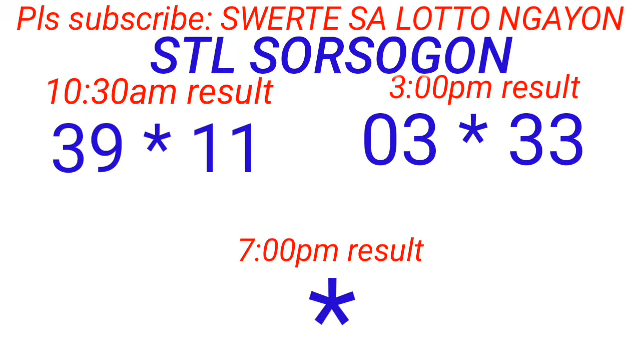 Pls subscribe: SWERTE SA LOTTO NGAYON
STL SORSOGON
10:30am result
39 * 11
3:00pm result
03 * 33
7:00pm result
*